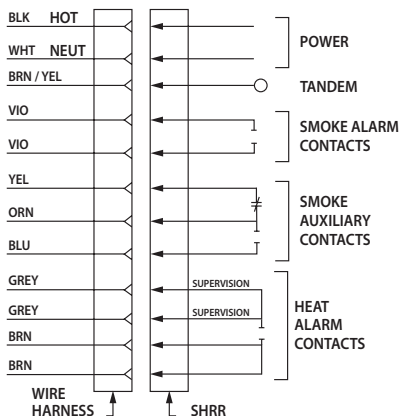 BLK HOT
WHT NEUT
BRN / YEL
VIO
VIO
YEL
ORN
BLU
GREY
GREY
BRN
BRN
WIRE
HARNESS
SHRR
SUPERVISION
SUPERVISION
POWER
TANDEM
SMOKE ALARM
CONTACTS
SMOKE
AUXILIARY
CONTACTS
HEAT
ALARM
CONTACTS